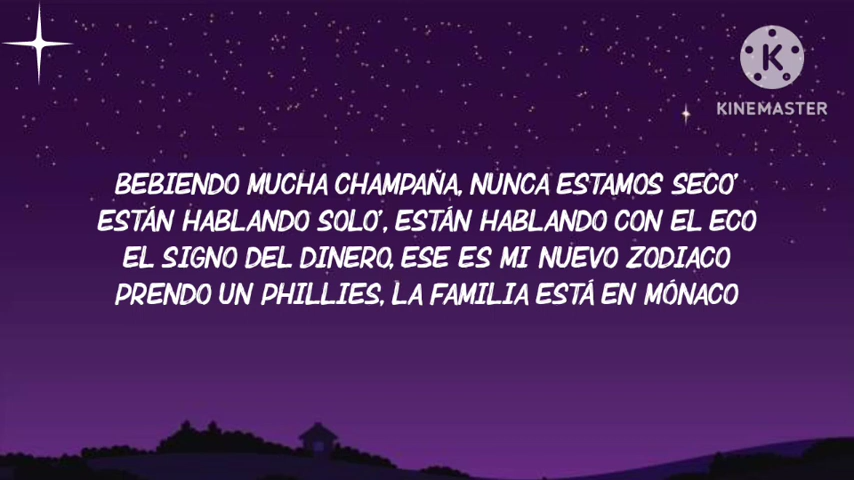 KINEMASTER
BEBIENDO MUCHA CHAMPAÑA, NUNCA ESTAMOS SECO'
ESTÁN HABLANDO SOLO', ESTÁN HABLANDO CON EL ECO
EL SIGNO DEL DINERO, ESE ES MI NUEVO ZODIACO
PRENDO UN PHILLIES, LA FAMILIA ESTÁ EN MÓNACO